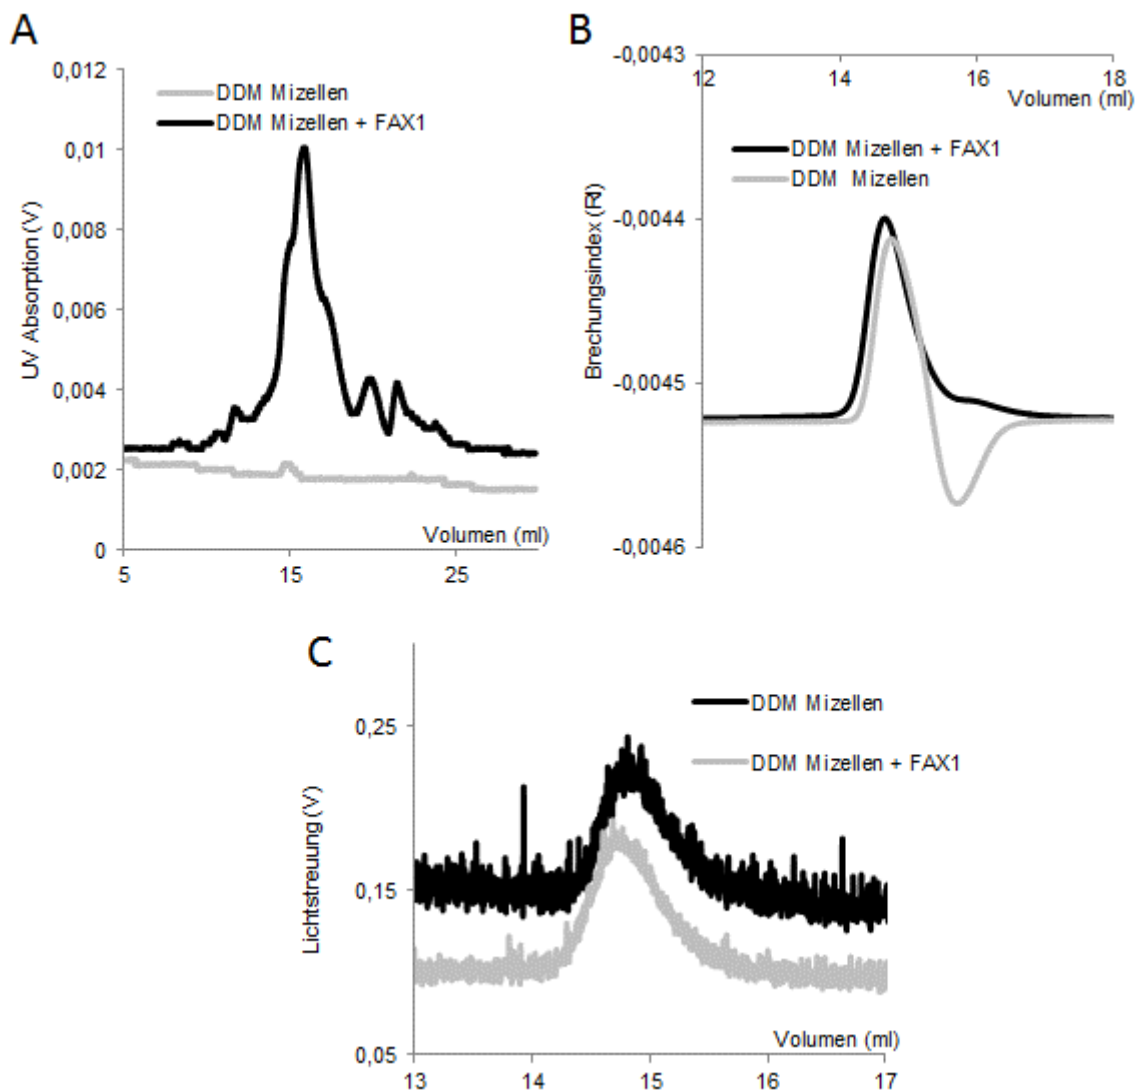 A
0,012
DDM Mizellen
DDM Mizellen + FAX1
0,01
0,008
0,006
0,004
0,002
0
UV Absorption (V)
Volumen (ml)
5
15
25
B
-0,0043
12
14
16
18
Volumen (ml)
DDM Mizellen + FAX1
DDM Mizellen
-0,0044
-0,0045
-0,0046
Brechungsindex (RI)
C
DDM Mizellen
DDM Mizellen + FAX1
0,25
0,15
0,05
Lichtstreuung (V)
Volumen (ml)
13
14
15
16
17